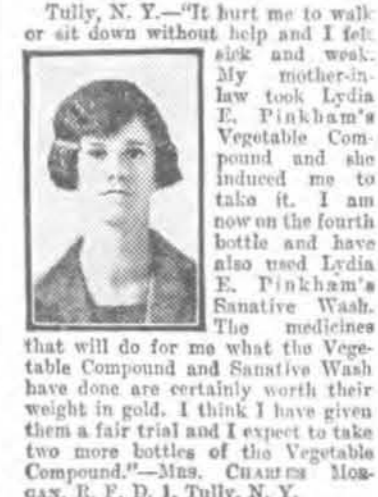 Tully, N. Y.—"It hurt me to walk
or sit down without help and I felt
sick and weak.
My mother-in-
law took Lydia
E. Pinkham's
Vegetable Com-
pound and she
induced me to
take it. I am
now on the fourth
bottle and have
also used Lydia
E. Pinkham's
Sanative Wash.
The medicines
that will do for me what the Vege-
table Compound and Sanative Wash
have done are certainly worth their
weight in gold. I think I have given
them a fair trial and I expect to take
two more bottles of the Vegetable
Compound."—MRS. CHARLES MOR-
GAN, R. F. D. 1, Tully, N. Y.